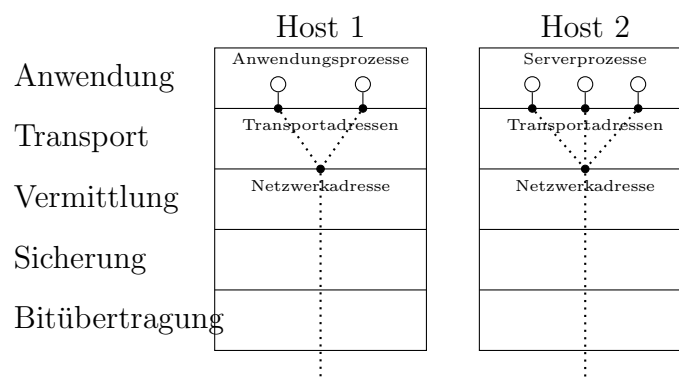 Host 1
Host 2
Anwendung
Anwendungsprozesse
Serverprozesse
Transport
Transportadressen
Transportadressen
Vermittlung
Netzwerkadresse
Netzwerkadresse
Sicherung
Bitübertragung